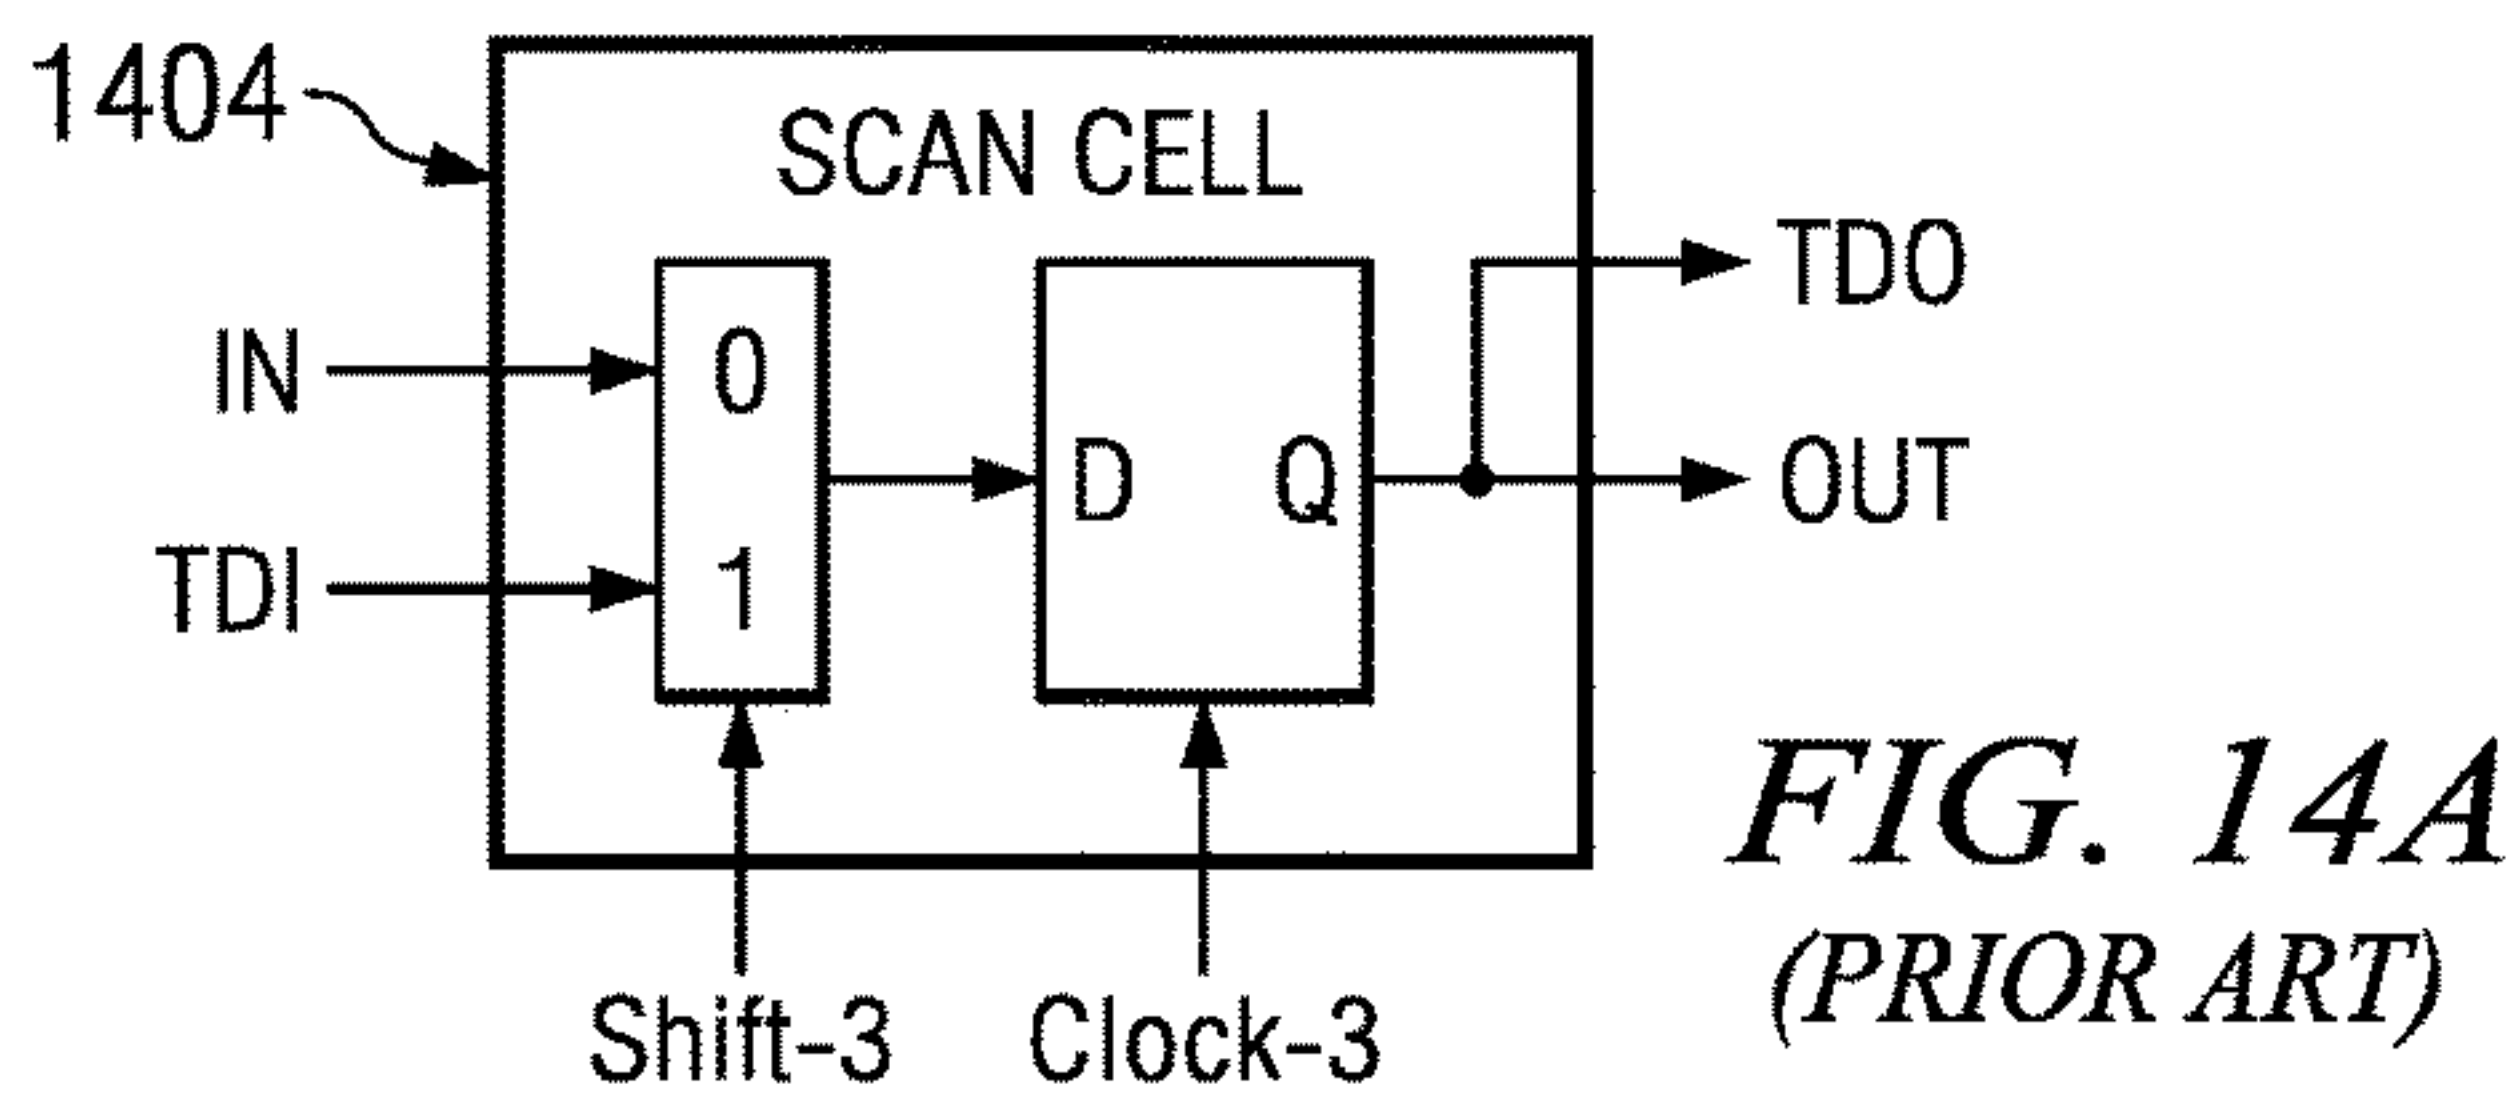 1404
SCAN CELL
TDO
IN
0
D
Q
OUT
TDI
1
FIG. 14A
(PRIOR ART)
Shift-3
Clock-3